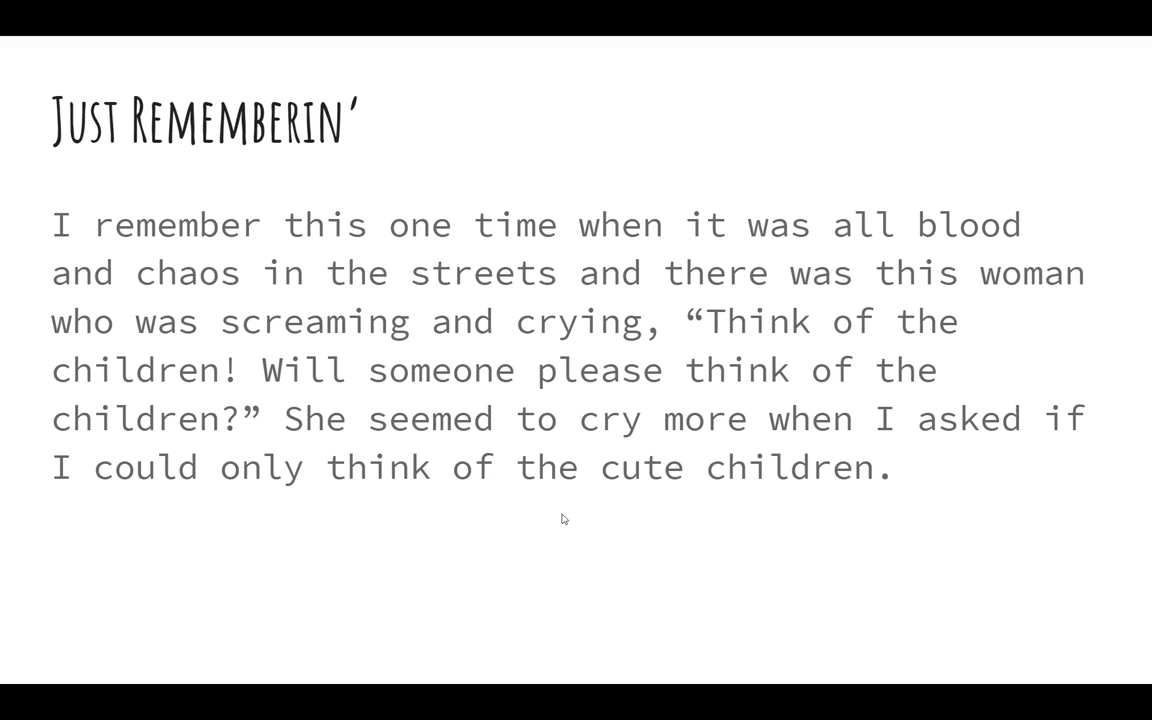 Just Rememberin’
I remember this one time when it was all blood
and chaos in the streets and there was this woman
who was screaming and crying, “Think of the
children! Will someone please think of the
children?” She seemed to cry more when I asked if
I could only think of the cute children.